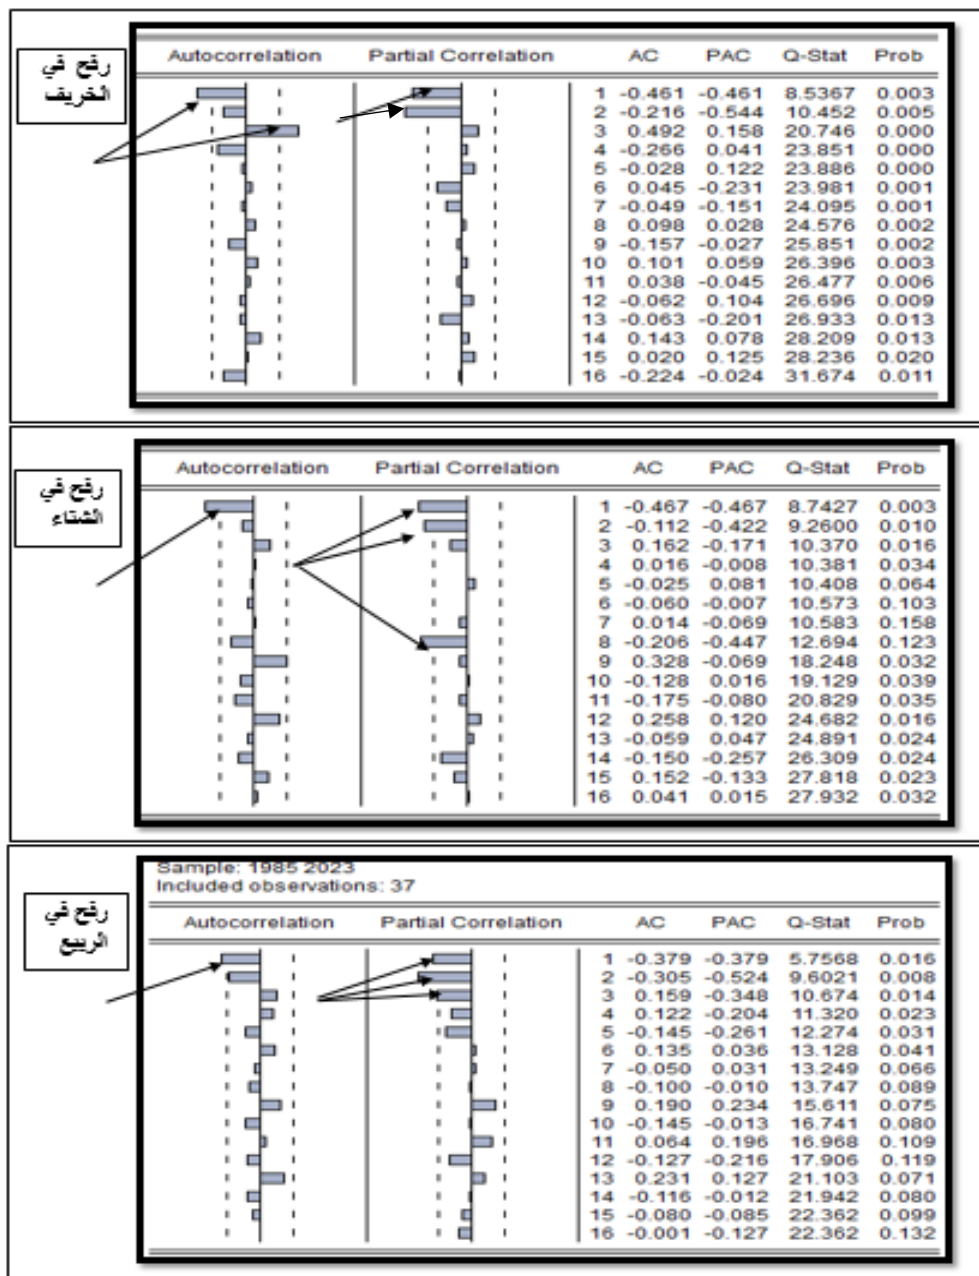 رفح في
الخريف
Autocorrelation Partial Correlation AC PAC Q-Stat Prob
1 -0.461 -0.461 8.5367 0.003
2 -0.216 -0.544 10.452 0.005
3 0.492 0.158 20.746 0.000
4 -0.266 0.041 23.851 0.000
5 -0.028 0.122 23.886 0.000
6 0.045 -0.231 23.981 0.001
7 -0.049 -0.151 24.095 0.001
8 0.098 0.028 24.576 0.002
9 -0.157 -0.027 25.851 0.002
10 0.101 0.059 26.396 0.003
11 0.038 -0.045 26.477 0.006
12 -0.062 0.104 26.696 0.009
13 -0.063 -0.201 26.933 0.013
14 0.143 0.078 28.209 0.013
15 0.020 0.125 28.236 0.020
16 -0.224 -0.024 31.674 0.011
رفح في
الشتاء
Autocorrelation Partial Correlation AC PAC Q-Stat Prob
1 -0.467 -0.467 8.7427 0.003
2 -0.112 -0.422 9.2600 0.010
3 0.162 -0.171 10.370 0.016
4 0.016 -0.008 10.381 0.034
5 -0.025 0.081 10.408 0.064
6 -0.060 -0.007 10.573 0.103
7 0.014 -0.069 10.583 0.158
8 -0.206 -0.447 12.694 0.123
9 0.328 -0.069 18.248 0.032
10 -0.128 0.016 19.129 0.039
11 -0.175 -0.080 20.829 0.035
12 0.258 0.120 24.682 0.016
13 -0.059 0.047 24.891 0.024
14 -0.150 -0.257 26.309 0.024
15 0.152 -0.133 27.818 0.023
16 0.041 0.015 27.932 0.032
رفح في
الربيع
Sample: 1985 2023
Included observations: 37
Autocorrelation Partial Correlation AC PAC Q-Stat Prob
1 -0.379 -0.379 5.7568 0.016
2 -0.305 -0.524 9.6021 0.008
3 0.159 -0.348 10.674 0.014
4 0.122 -0.204 11.320 0.023
5 -0.145 -0.261 12.274 0.031
6 0.135 0.036 13.128 0.041
7 -0.050 0.031 13.249 0.066
8 -0.100 -0.010 13.747 0.089
9 0.190 0.234 15.611 0.075
10 -0.145 -0.013 16.741 0.080
11 0.064 0.196 16.968 0.109
12 -0.127 -0.216 17.906 0.119
13 0.231 0.127 21.103 0.071
14 -0.116 -0.012 21.942 0.080
15 -0.080 -0.085 22.362 0.099
16 -0.001 -0.127 22.362 0.132